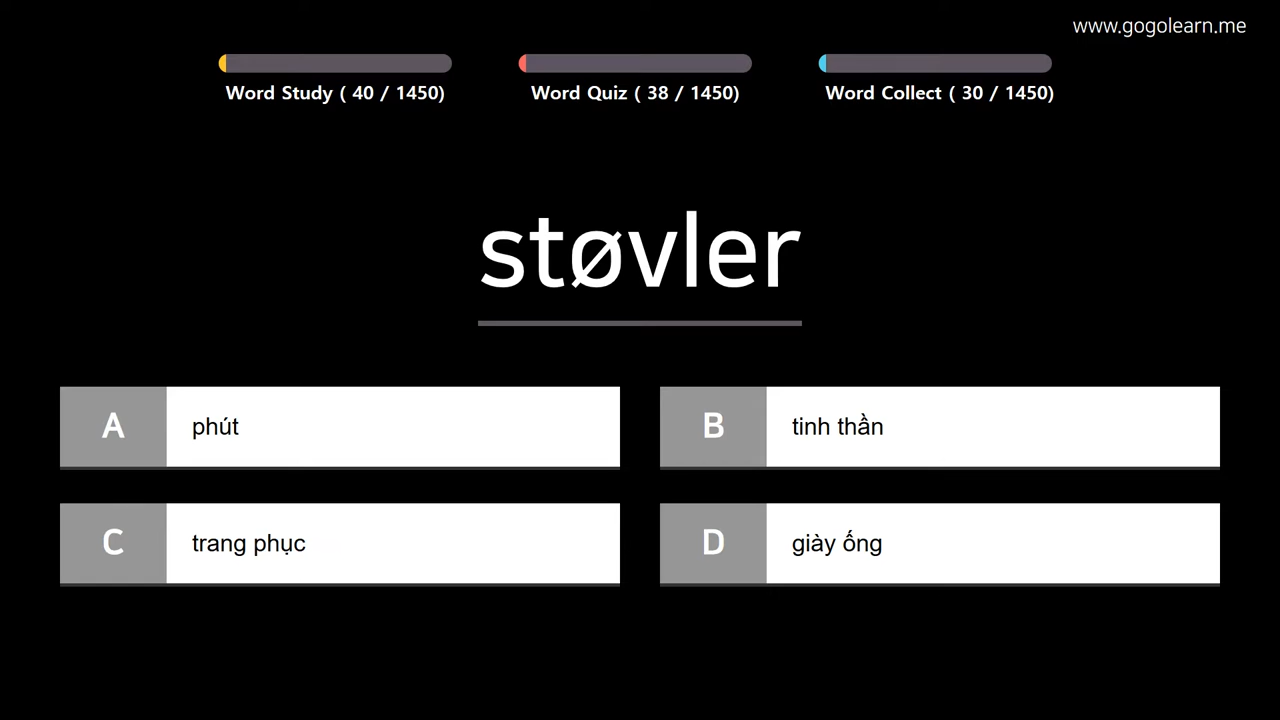 www.gogolearn.me
Word Study ( 40 / 1450)
Word Quiz ( 38 / 1450)
Word Collect ( 30 / 1450)
støvler
A phút
B tinh thần
C trang phục
D giày ống